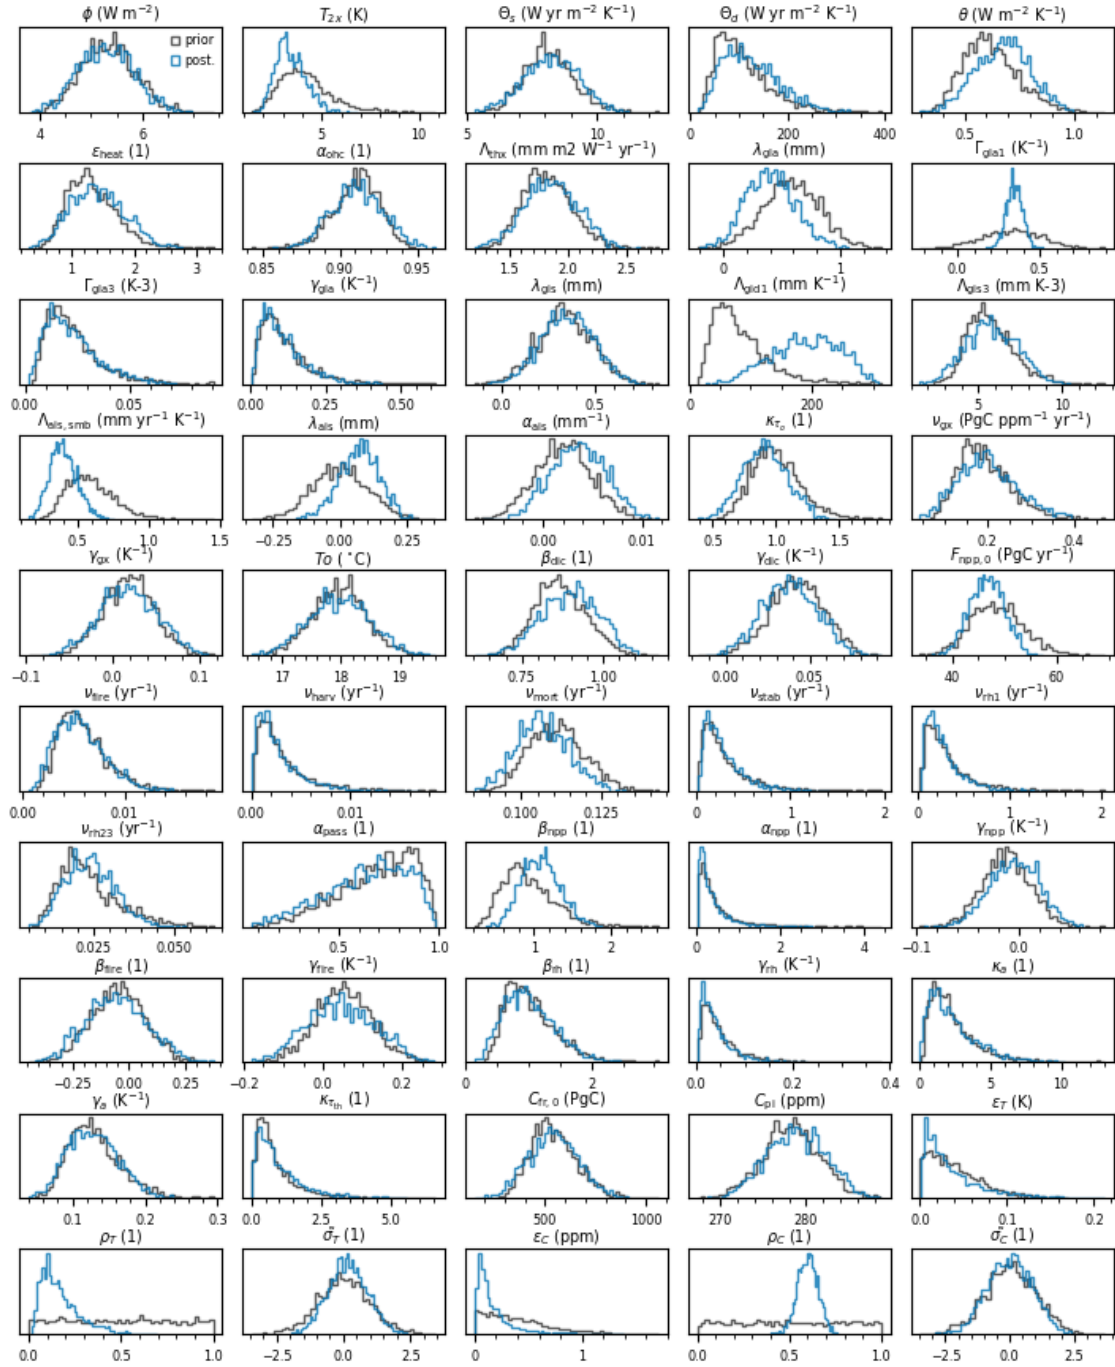 ϕ (W m⁻²) T₂ₓ (K) Θₛ (W yr m⁻² K⁻¹) Θ_d (W yr m⁻² K⁻¹) θ (W m⁻² K⁻¹)
prior
post.
4 6 5 10 5 10 0 200 400 0.5 1.0
ϵ_heat (1) α_ohc (1) Λ_thx (mm m2 W⁻¹ yr⁻¹) λ_gla (mm) Γ_gla1 (K⁻¹)
1 2 3 0.85 0.90 0.95 1.5 2.0 2.5 0 1 0.0 0.5
Γ_gla3 (K-3) γ_gla (K⁻¹) λ_gis (mm) Λ_gld1 (mm K⁻¹) Λ_gis3 (mm K-3)
0.00 0.05 0.00 0.25 0.50 0.0 0.5 0 200 5 10
Λ_ais, smb (mm yr⁻¹ K⁻¹) λ_ais (mm) α_ais (mm⁻¹) κ_τₒ (1) ν_gx (PgC ppm⁻¹ yr⁻¹)
0.5 1.0 1.5 −0.25 0.00 0.25 0.00 0.01 0.5 1.0 1.5 0.2 0.4
γ_gx (K⁻¹) To (˚C) β_dic (1) γ_dic (K⁻¹) F_npp, 0 (PgC yr⁻¹)
−0.1 0.0 0.1 17 18 19 0.75 1.00 0.00 0.05 40 60
ν_fire (yr⁻¹) ν_harv (yr⁻¹) ν_mort (yr⁻¹) ν_stab (yr⁻¹) ν_rh1 (yr⁻¹)
0.00 0.01 0.00 0.01 0.100 0.125 0 1 2 0 1 2
ν_rh23 (yr⁻¹) α_pass (1) β_npp (1) α_npp (1) γ_npp (K⁻¹)
0.025 0.050 0.5 1.0 1 2 0 2 4 −0.1 0.0
β_fire (1) γ_fire (K⁻¹) β_rh (1) γ_rh (K⁻¹) κ_a (1)
−0.25 0.00 0.25 −0.2 0.0 0.2 1 2 3 0.0 0.2 0.4 0 5 10
γ_a (K⁻¹) κ_τ_th (1) C_fr, 0 (PgC) C_pi (ppm) ϵ_T (K)
0.1 0.2 0.3 0.0 2.5 5.0 500 1000 270 280 0.0 0.1 0.2
ρ_T (1) σ̃_T (1) ϵ_C (ppm) ρ_C (1) σ̃_C (1)
0.0 0.5 1.0 −2.5 0.0 2.5 0 1 0.0 0.5 1.0 −2.5 0.0 2.5